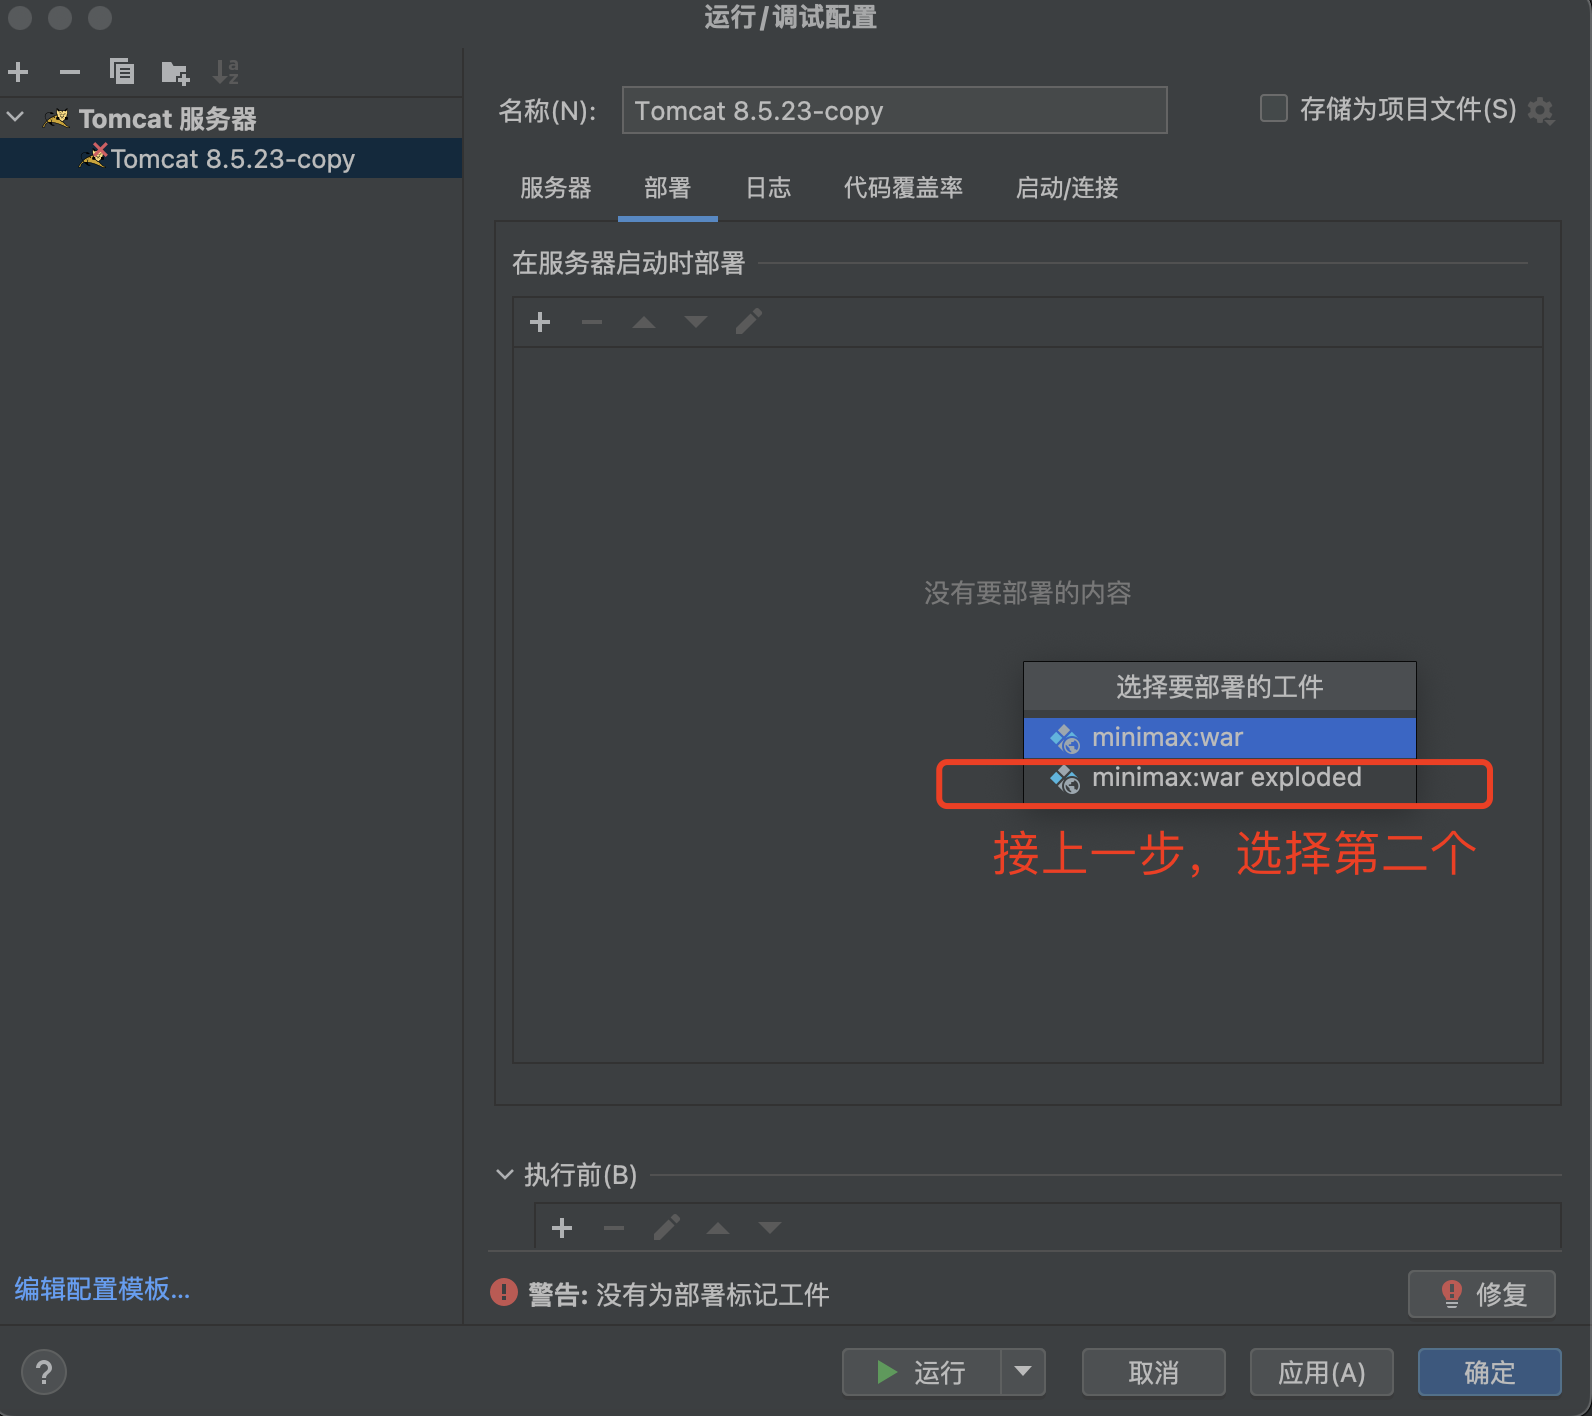 运行/调试配置
Tomcat 服务器
Tomcat 8.5.23-copy
编辑配置模板...
名称(N):
Tomcat 8.5.23-copy
存储为项目文件(S)
服务器
部署
日志
代码覆盖率
启动/连接
在服务器启动时部署
没有要部署的内容
选择要部署的工件
minimax:war
minimax:war exploded
接上一步，选择第二个
执行前(B)
警告: 没有为部署标记工件
修复
?
运行
取消
应用(A)
确定